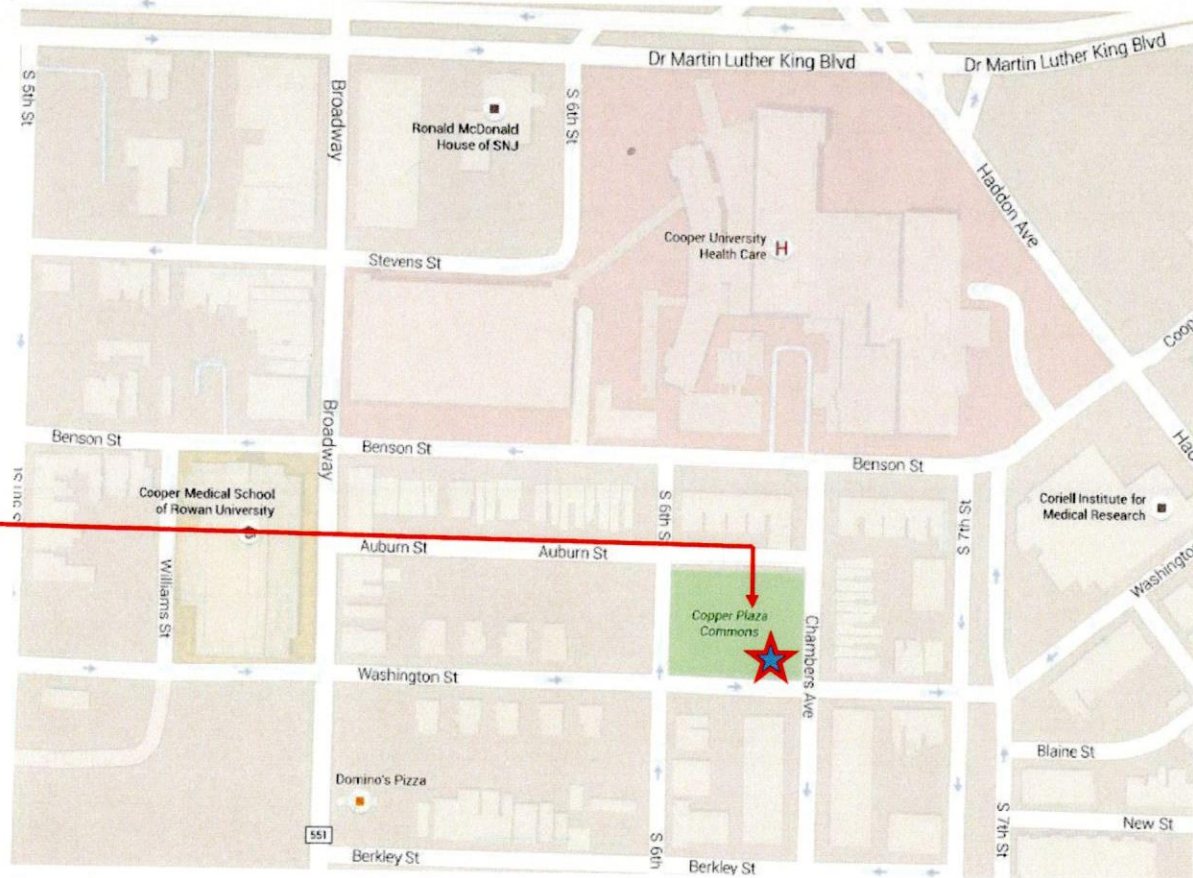 Dr Martin Luther King Blvd
Dr Martin Luther King Blvd
S 5th St
Broadway
Ronald McDonald
House of SNJ
S 6th St
Haddon Ave
Cooper University
Health Care
H
Stevens St
Broadway
Benson St
Benson St
Benson St
Cooper Medical School
of Rowan University
S 6th St
S 7th St
Coriell Institute for
Medical Research
Auburn St
Auburn St
Williams St
Washington
Copper Plaza
Commons
Chambers Ave
Washington St
Blaine St
Domino's Pizza
551
S 6th
S 7th St
New St
Berkley St
Berkley St